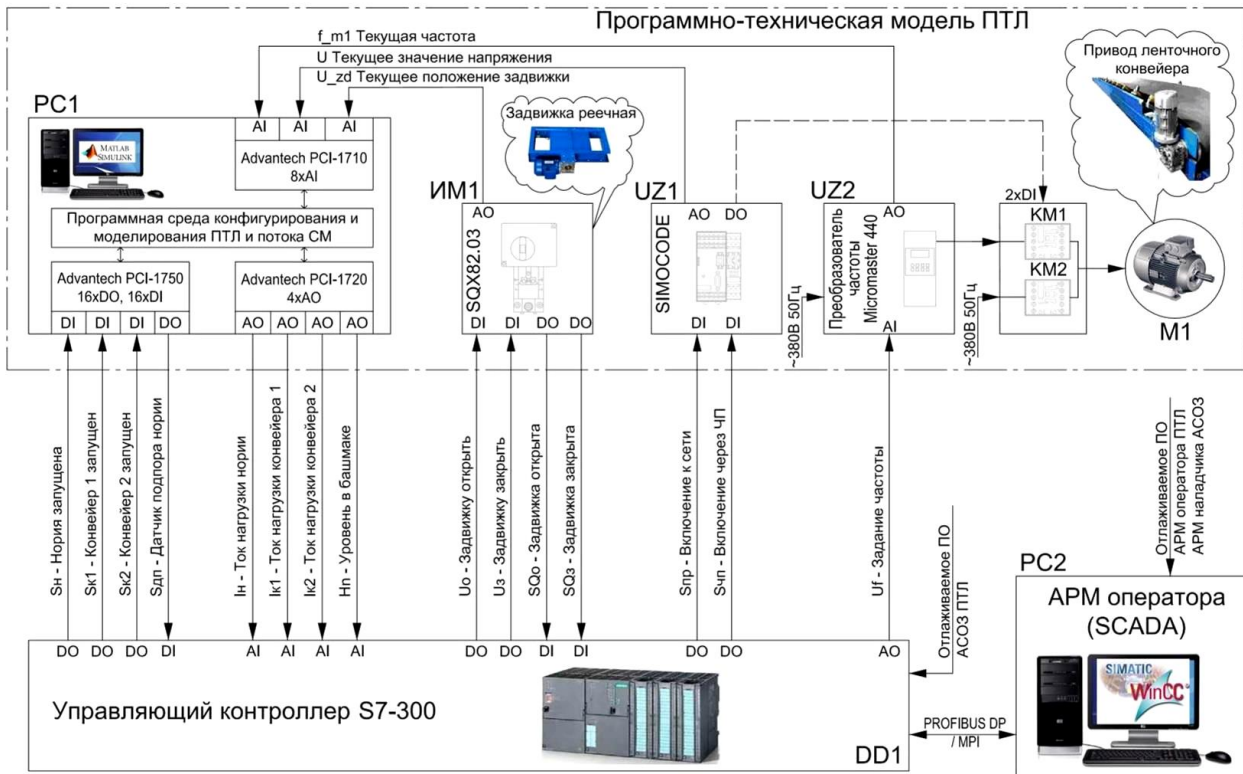 Программно-техническая модель ПТЛ
f_m1 Текущая частота
U Текущее значение напряжения
U_zd Текущее положение задвижки
Привод ленточного
конвейера
PC1
AI AI AI
Advantech PCI-1710
8xAI
MATLAB
SIMULINK
Программная среда конфигурирования и
моделирования ПТЛ и потока СМ
Advantech PCI-1750
16xDO, 16xDI
DI DI DI DO
Advantech PCI-1720
4xAO
AO AO AO AO
Задвижка реечная
ИМ1
AO
SQX82.03
DI DI DO DO
UZ1
AO DO
SIMOCODE
DI DI
UZ2
AO
Преобразователь
частоты
Micromaster 440
AI
~380В 50Гц
2xDI
KM1
KM2
~380В 50Гц
M1
Sн - Нория запущена
Sк1 - Конвейер 1 запущен
Sк2 - Конвейер 2 запущен
Sдп - Датчик подпора нории
Iн - Ток нагрузки нории
Iк1 - Ток нагрузки конвейера 1
Iк2 - Ток нагрузки конвейера 2
Hп - Уровень в башмаке
Uо - Задвижку открыть
Uз - Задвижку закрыть
SQо - Задвижка открыта
SQз - Задвижка закрыта
Sпр - Включение к сети
Sчп - Включение через ЧП
Uf - Задание частоты
Отлаживаемое ПО
АСОЗ ПТЛ
Отлаживаемое ПО
АРМ оператора ПТЛ
АРМ наладчика АСОЗ
DO DO DO DI AI AI AI AI DO DO DI DI DO DO AO
Управляющий контроллер S7-300
DD1
PROFIBUS DP
/ MPI
PC2
АРМ оператора
(SCADA)
SIMATIC
WinCC